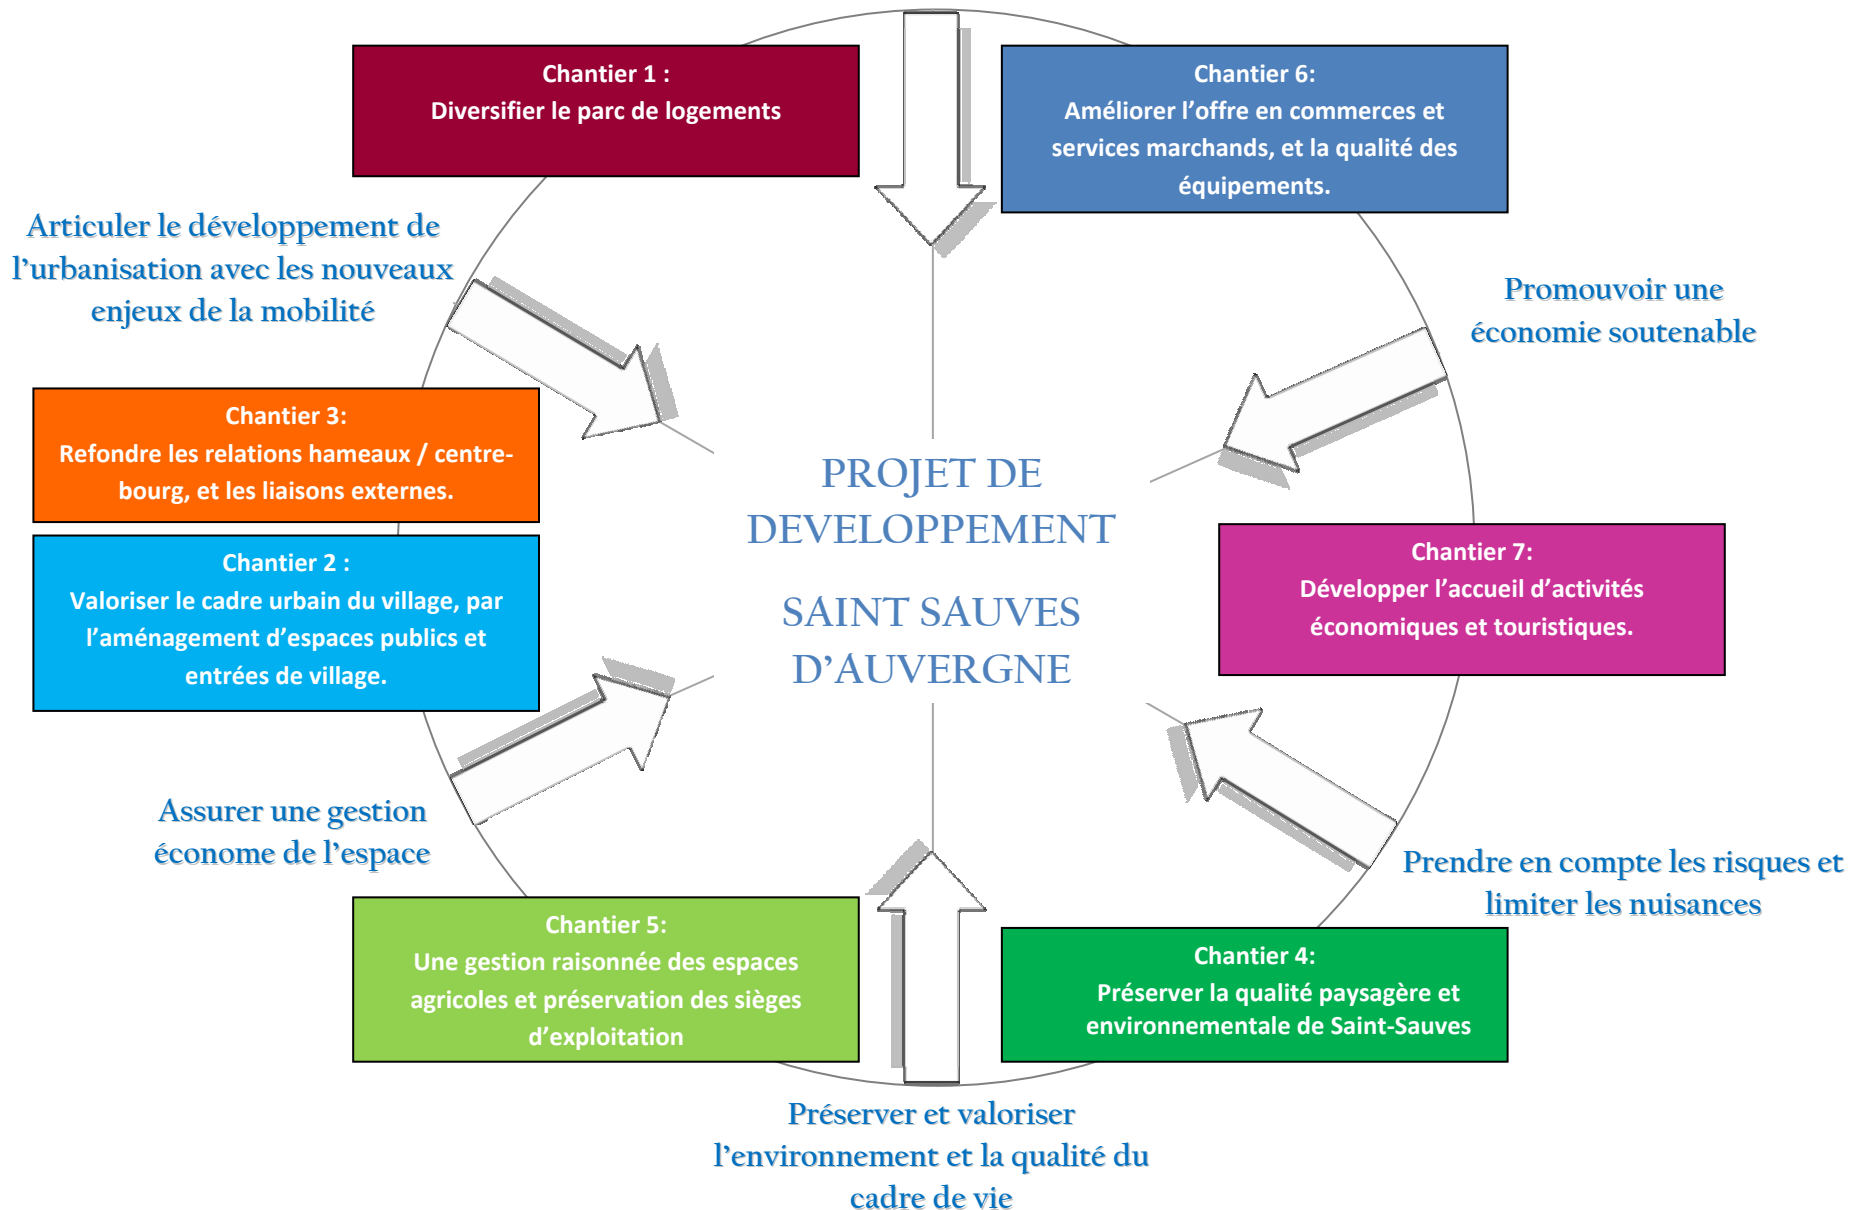 Chantier 1 :
Diversifier le parc de logements
Chantier 6:
Améliorer l’offre en commerces et
services marchands, et la qualité des
équipements.
Articuler le développement de
l’urbanisation avec les nouveaux
enjeux de la mobilité
Promouvoir une
économie soutenable
Chantier 3:
Refondre les relations hameaux / centre-
bourg, et les liaisons externes.
PROJET DE
DEVELOPPEMENT
SAINT SAUVES
D’AUVERGNE
Chantier 2 :
Valoriser le cadre urbain du village, par
l’aménagement d’espaces publics et
entrées de village.
Chantier 7:
Développer l’accueil d’activités
économiques et touristiques.
Assurer une gestion
économe de l’espace
Prendre en compte les risques et
limiter les nuisances
Chantier 5:
Une gestion raisonnée des espaces
agricoles et préservation des sièges
d’exploitation
Chantier 4:
Préserver la qualité paysagère et
environnementale de Saint-Sauves
Préserver et valoriser
l’environnement et la qualité du
cadre de vie